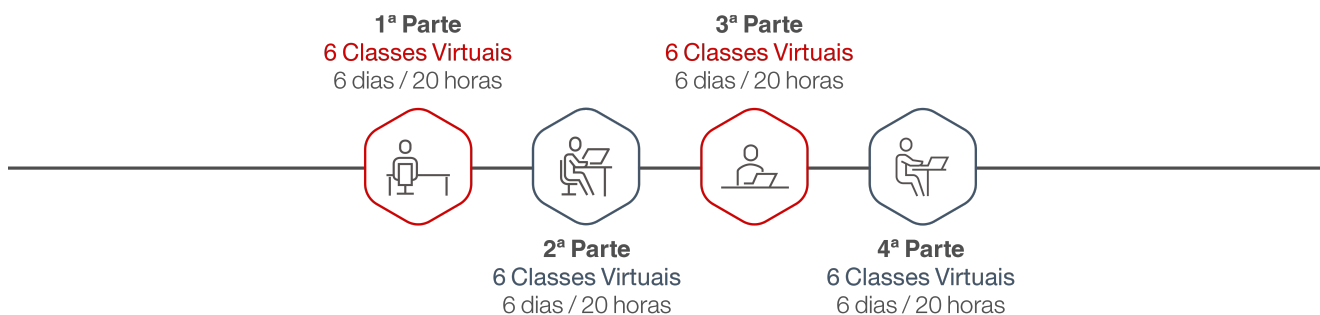 1ª Parte
6 Classes Virtuais
6 dias / 20 horas
2ª Parte
6 Classes Virtuais
6 dias / 20 horas
3ª Parte
6 Classes Virtuais
6 dias / 20 horas
4ª Parte
6 Classes Virtuais
6 dias / 20 horas